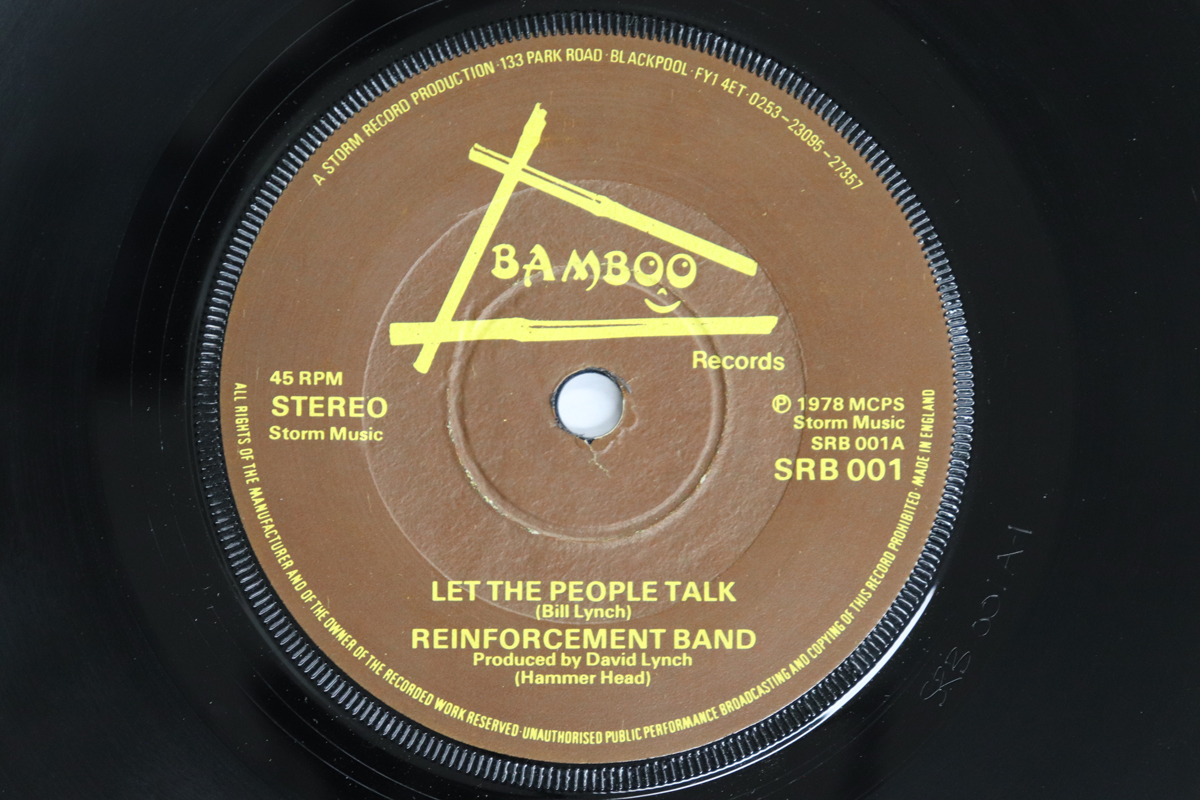 A STORM RECORD PRODUCTION · 133 PARK ROAD · BLACKPOOL · FY1 4ET · 0253-23095-27357
BAMBOO
Records
45 RPM
STEREO
Storm Music
℗ 1978 MCPS
Storm Music
SRB 001A
SRB 001
LET THE PEOPLE TALK
(Bill Lynch)
REINFORCEMENT BAND
Produced by David Lynch
(Hammer Head)
ALL RIGHTS OF THE MANUFACTURER AND OF THE OWNER OF THE RECORDED WORK RESERVED · UNAUTHORISED PUBLIC PERFORMANCE BROADCASTING AND COPYING OF THIS RECORD PROHIBITED · MADE IN ENGLAND
SRB 001 A-1